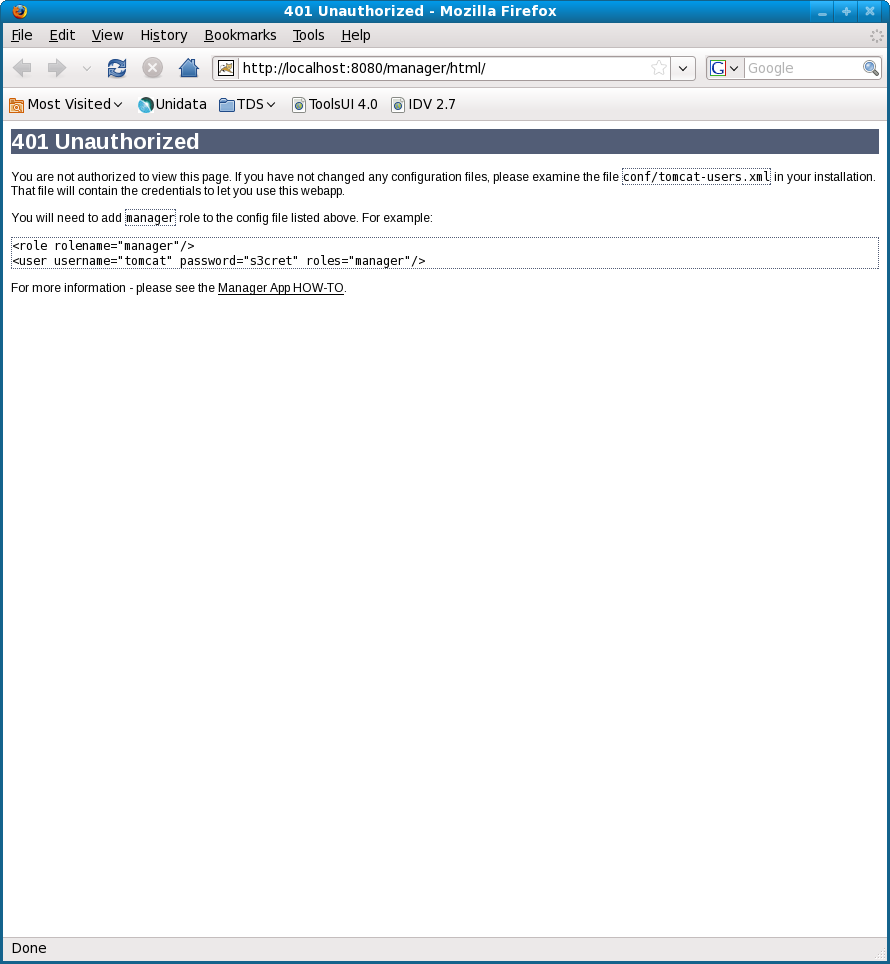 401 Unauthorized - Mozilla Firefox
File Edit View History Bookmarks Tools Help
http://localhost:8080/manager/html/
G Google
Most Visited Unidata TDS ToolsUI 4.0 IDV 2.7
401 Unauthorized
You are not authorized to view this page. If you have not changed any configuration files, please examine the file conf/tomcat-users.xml in your installation.
That file will contain the credentials to let you use this webapp.
You will need to add manager role to the config file listed above. For example:
<role rolename="manager"/>
<user username="tomcat" password="s3cret" roles="manager"/>
For more information - please see the Manager App HOW-TO.
Done